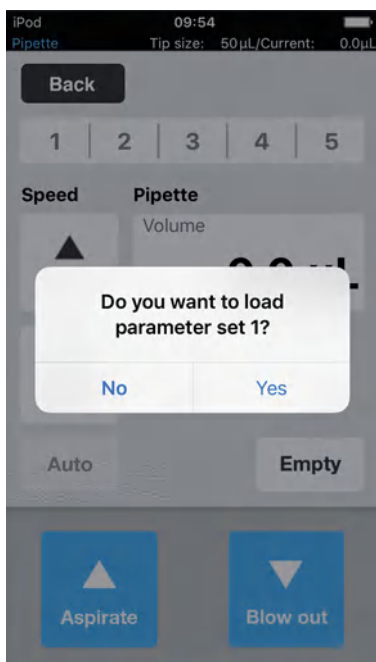 iPod 09:54
Pipette Tip size: 50µL/Current: 0.0µL
Back
1 2 3 4 5
Speed Pipette
Volume
Do you want to load
parameter set 1?
No Yes
Auto Empty
Aspirate Blow out